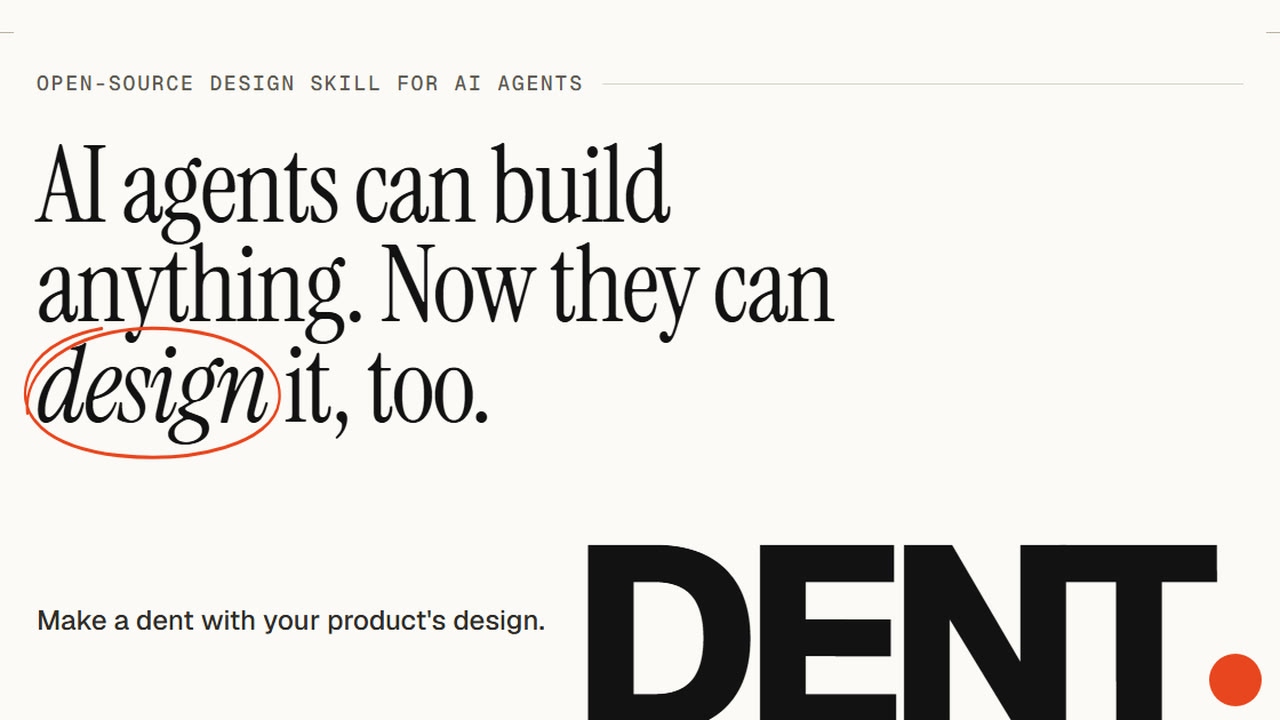 OPEN-SOURCE DESIGN SKILL FOR AI AGENTS
AI agents can build
anything. Now they can
design it, too.
Make a dent with your product's design.
DENT.